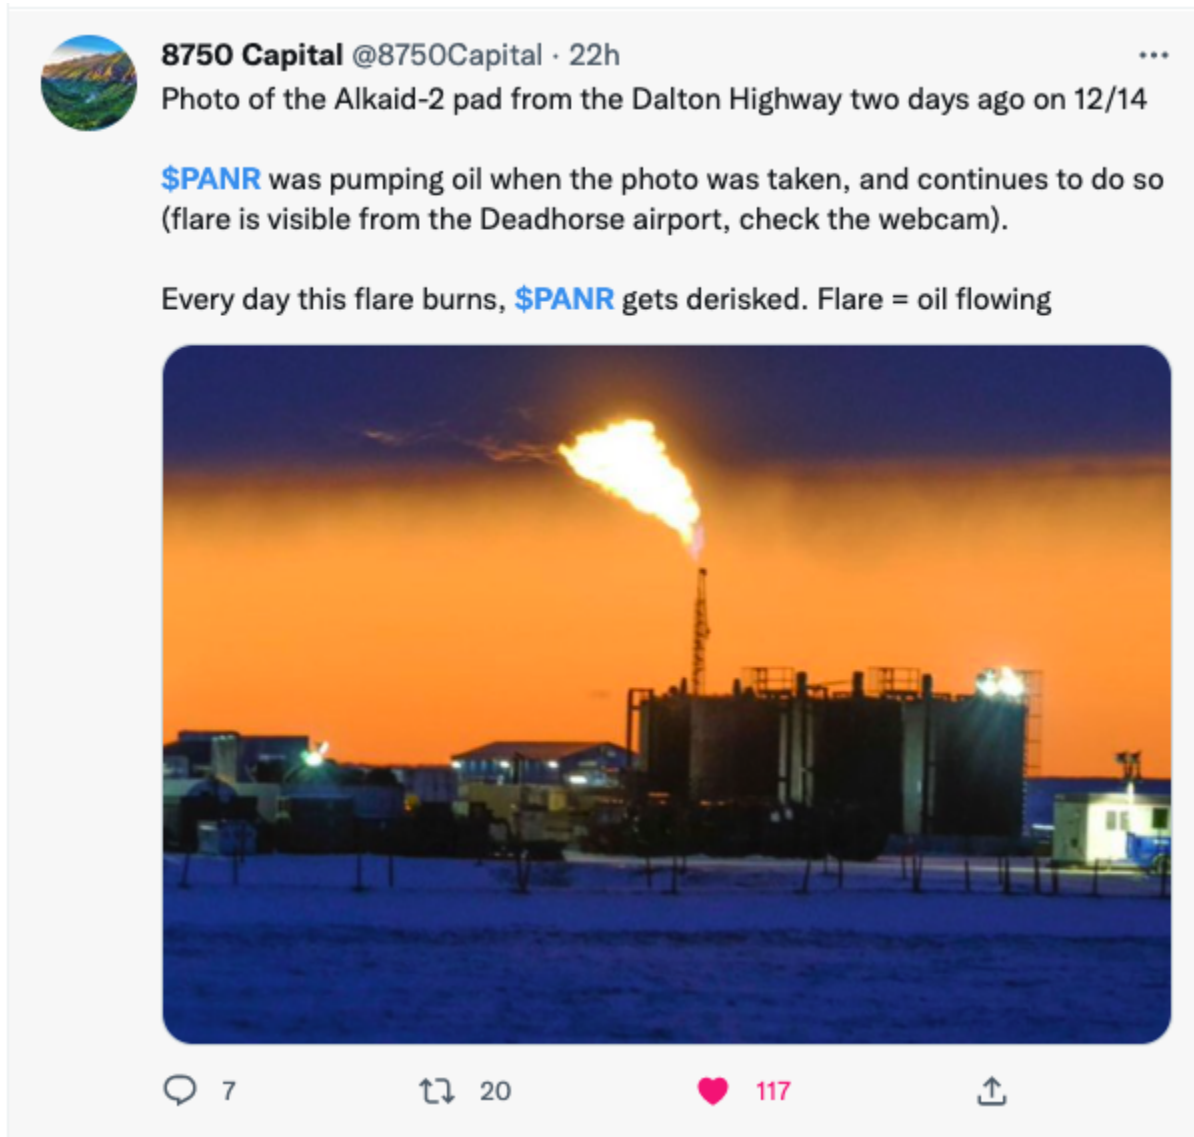 8750 Capital @8750Capital · 22h
Photo of the Alkaid-2 pad from the Dalton Highway two days ago on 12/14
$PANR was pumping oil when the photo was taken, and continues to do so
(flare is visible from the Deadhorse airport, check the webcam).
Every day this flare burns, $PANR gets derisked. Flare = oil flowing
7 20 117